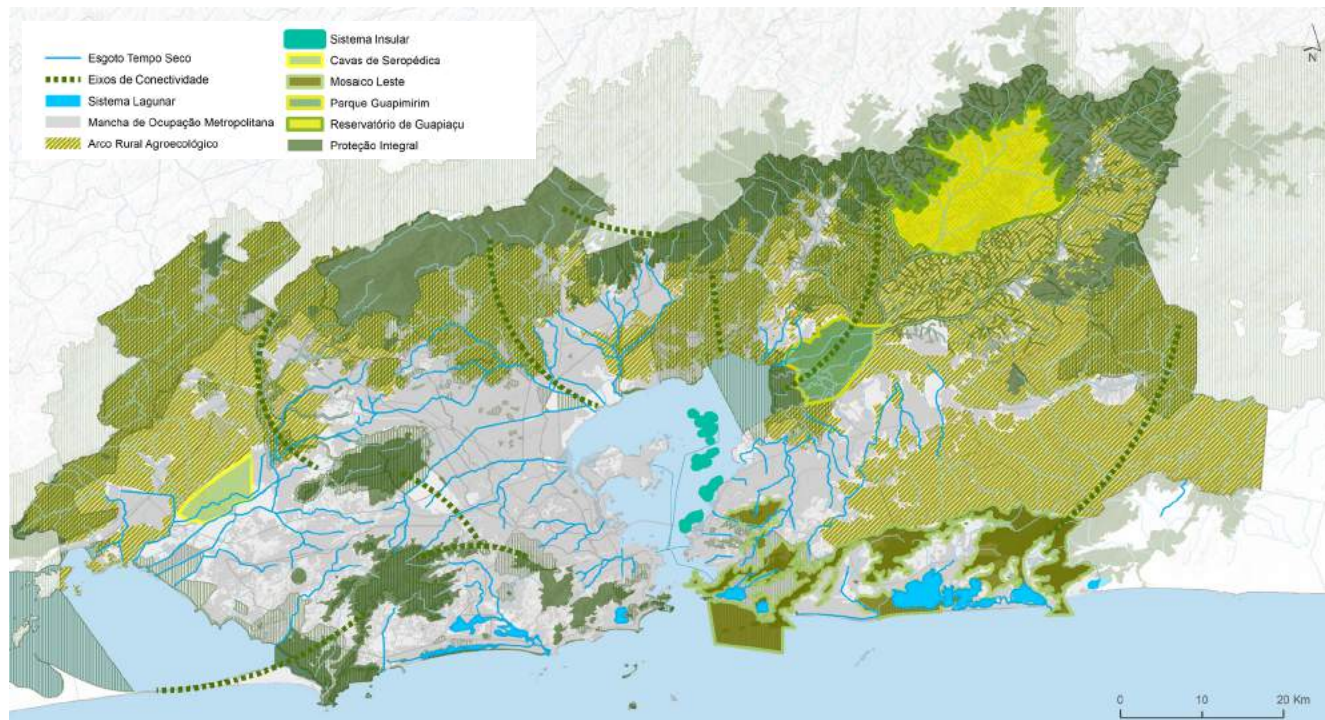 Esgoto Tempo Seco
Eixos de Conectividade
Sistema Lagunar
Mancha de Ocupação Metropolitana
Arco Rural Agroecológico
Sistema Insular
Cavas de Seropédica
Mosaico Leste
Parque Guapimirim
Reservatório de Guapiaçu
Proteção Integral
N
0 10 20 Km